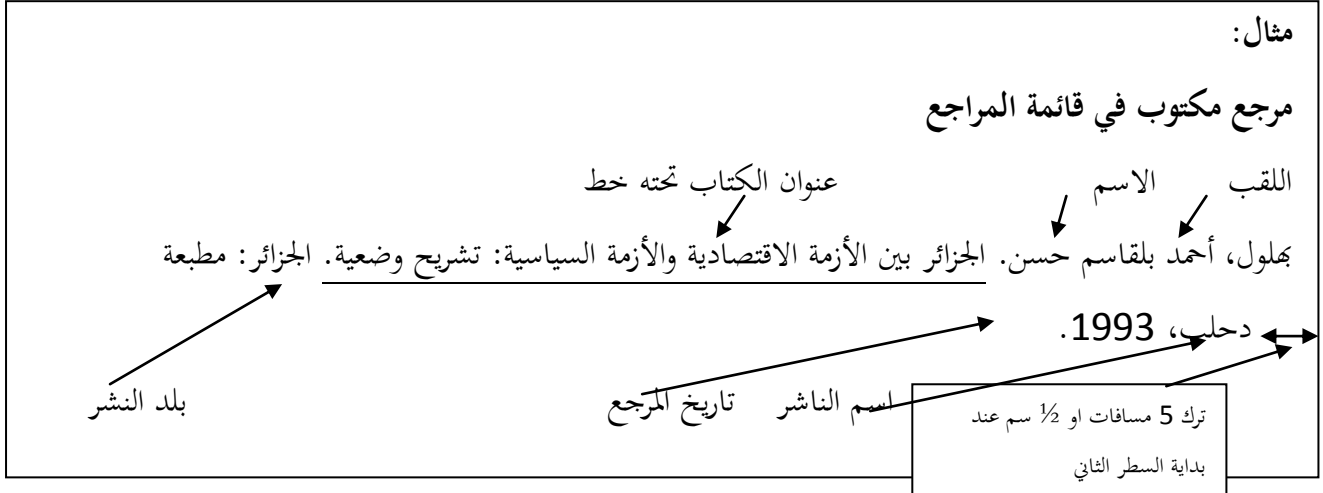 مثال:
مرجع مكتوب في قائمة المراجع
اللقب الاسم عنوان الكتاب تحته خط
بهلول، أحمد بلقاسم حسن. الجزائر بين الأزمة الاقتصادية والأزمة السياسية: تشريح وضعية. الجزائر: مطبعة
دحلب، 1993.
اسم الناشر تاريخ المرجع بلد النشر
ترك 5 مسافات او ½ سم عند
بداية السطر الثاني